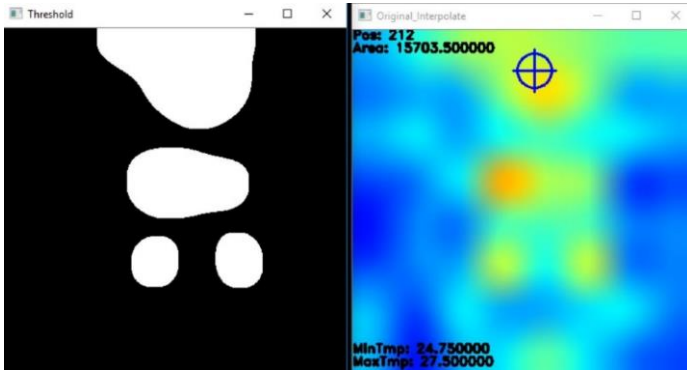 Threshold
Original_Interpolate
Pos: 212
Area: 15703.500000
MinTmp: 24.750000
MaxTmp: 27.500000